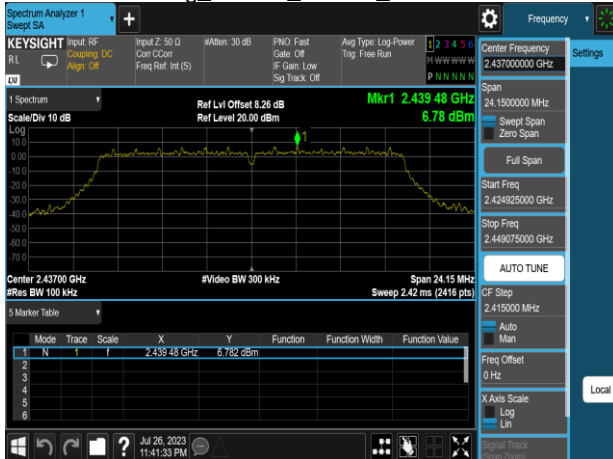 Spectrum Analyzer 1
Swept SA
Frequency
KEYSIGHT
RL
LXI
Input: RF
Coupling: DC
Align: Off
Input Z: 50 Ω
Corr CCorr
Freq Ref: Int (S)
#Atten: 30 dB
PNO: Fast
Gate: Off
IF Gain: Low
Sig Track: Off
Avg Type: Log-Power
Trig: Free Run
1 2 3 4 5 6
M W W W W W
P N N N N N
Center Frequency
2.437000000 GHz
Settings
1 Spectrum
Scale/Div 10 dB
Ref Lvl Offset 8.26 dB
Ref Level 20.00 dBm
Mkr1 2.439 48 GHz
6.78 dBm
Log
10.0
0.00
-10.0
-20.0
-30.0
-40.0
-50.0
-60.0
-70.0
1
Center 2.43700 GHz
#Res BW 100 kHz
#Video BW 300 kHz
Span 24.15 MHz
Sweep 2.42 ms (2416 pts)
Span
24.1500000 MHz
Swept Span
Zero Span
Full Span
Start Freq
2.424925000 GHz
Stop Freq
2.449075000 GHz
AUTO TUNE
CF Step
2.415000 MHz
Auto
Man
Freq Offset
0 Hz
X Axis Scale
Log
Lin
Signal Track
(Span Zoom)
Local
5 Marker Table
Mode Trace Scale X Y Function Function Width Function Value
1 N 1 f 2.439 48 GHz 6.782 dBm
2
3
4
5
6
Jul 26, 2023
11:41:33 PM